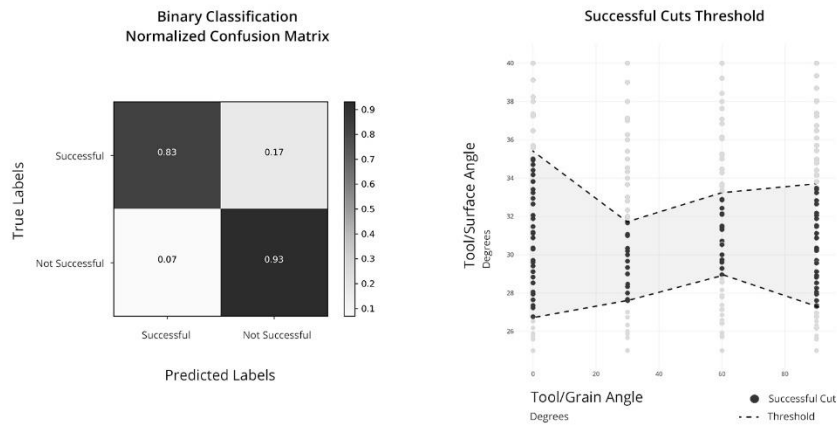 Binary Classification
Normalized Confusion Matrix
True Labels
Successful
Not Successful
0.83
0.17
0.07
0.93
Successful
Not Successful
Predicted Labels
0.9
0.8
0.7
0.6
0.5
0.4
0.3
0.2
0.1
Successful Cuts Threshold
Tool/Surface Angle
Degrees
40
38
36
34
32
30
28
26
0
20
40
60
80
Tool/Grain Angle
Degrees
Successful Cut
Threshold